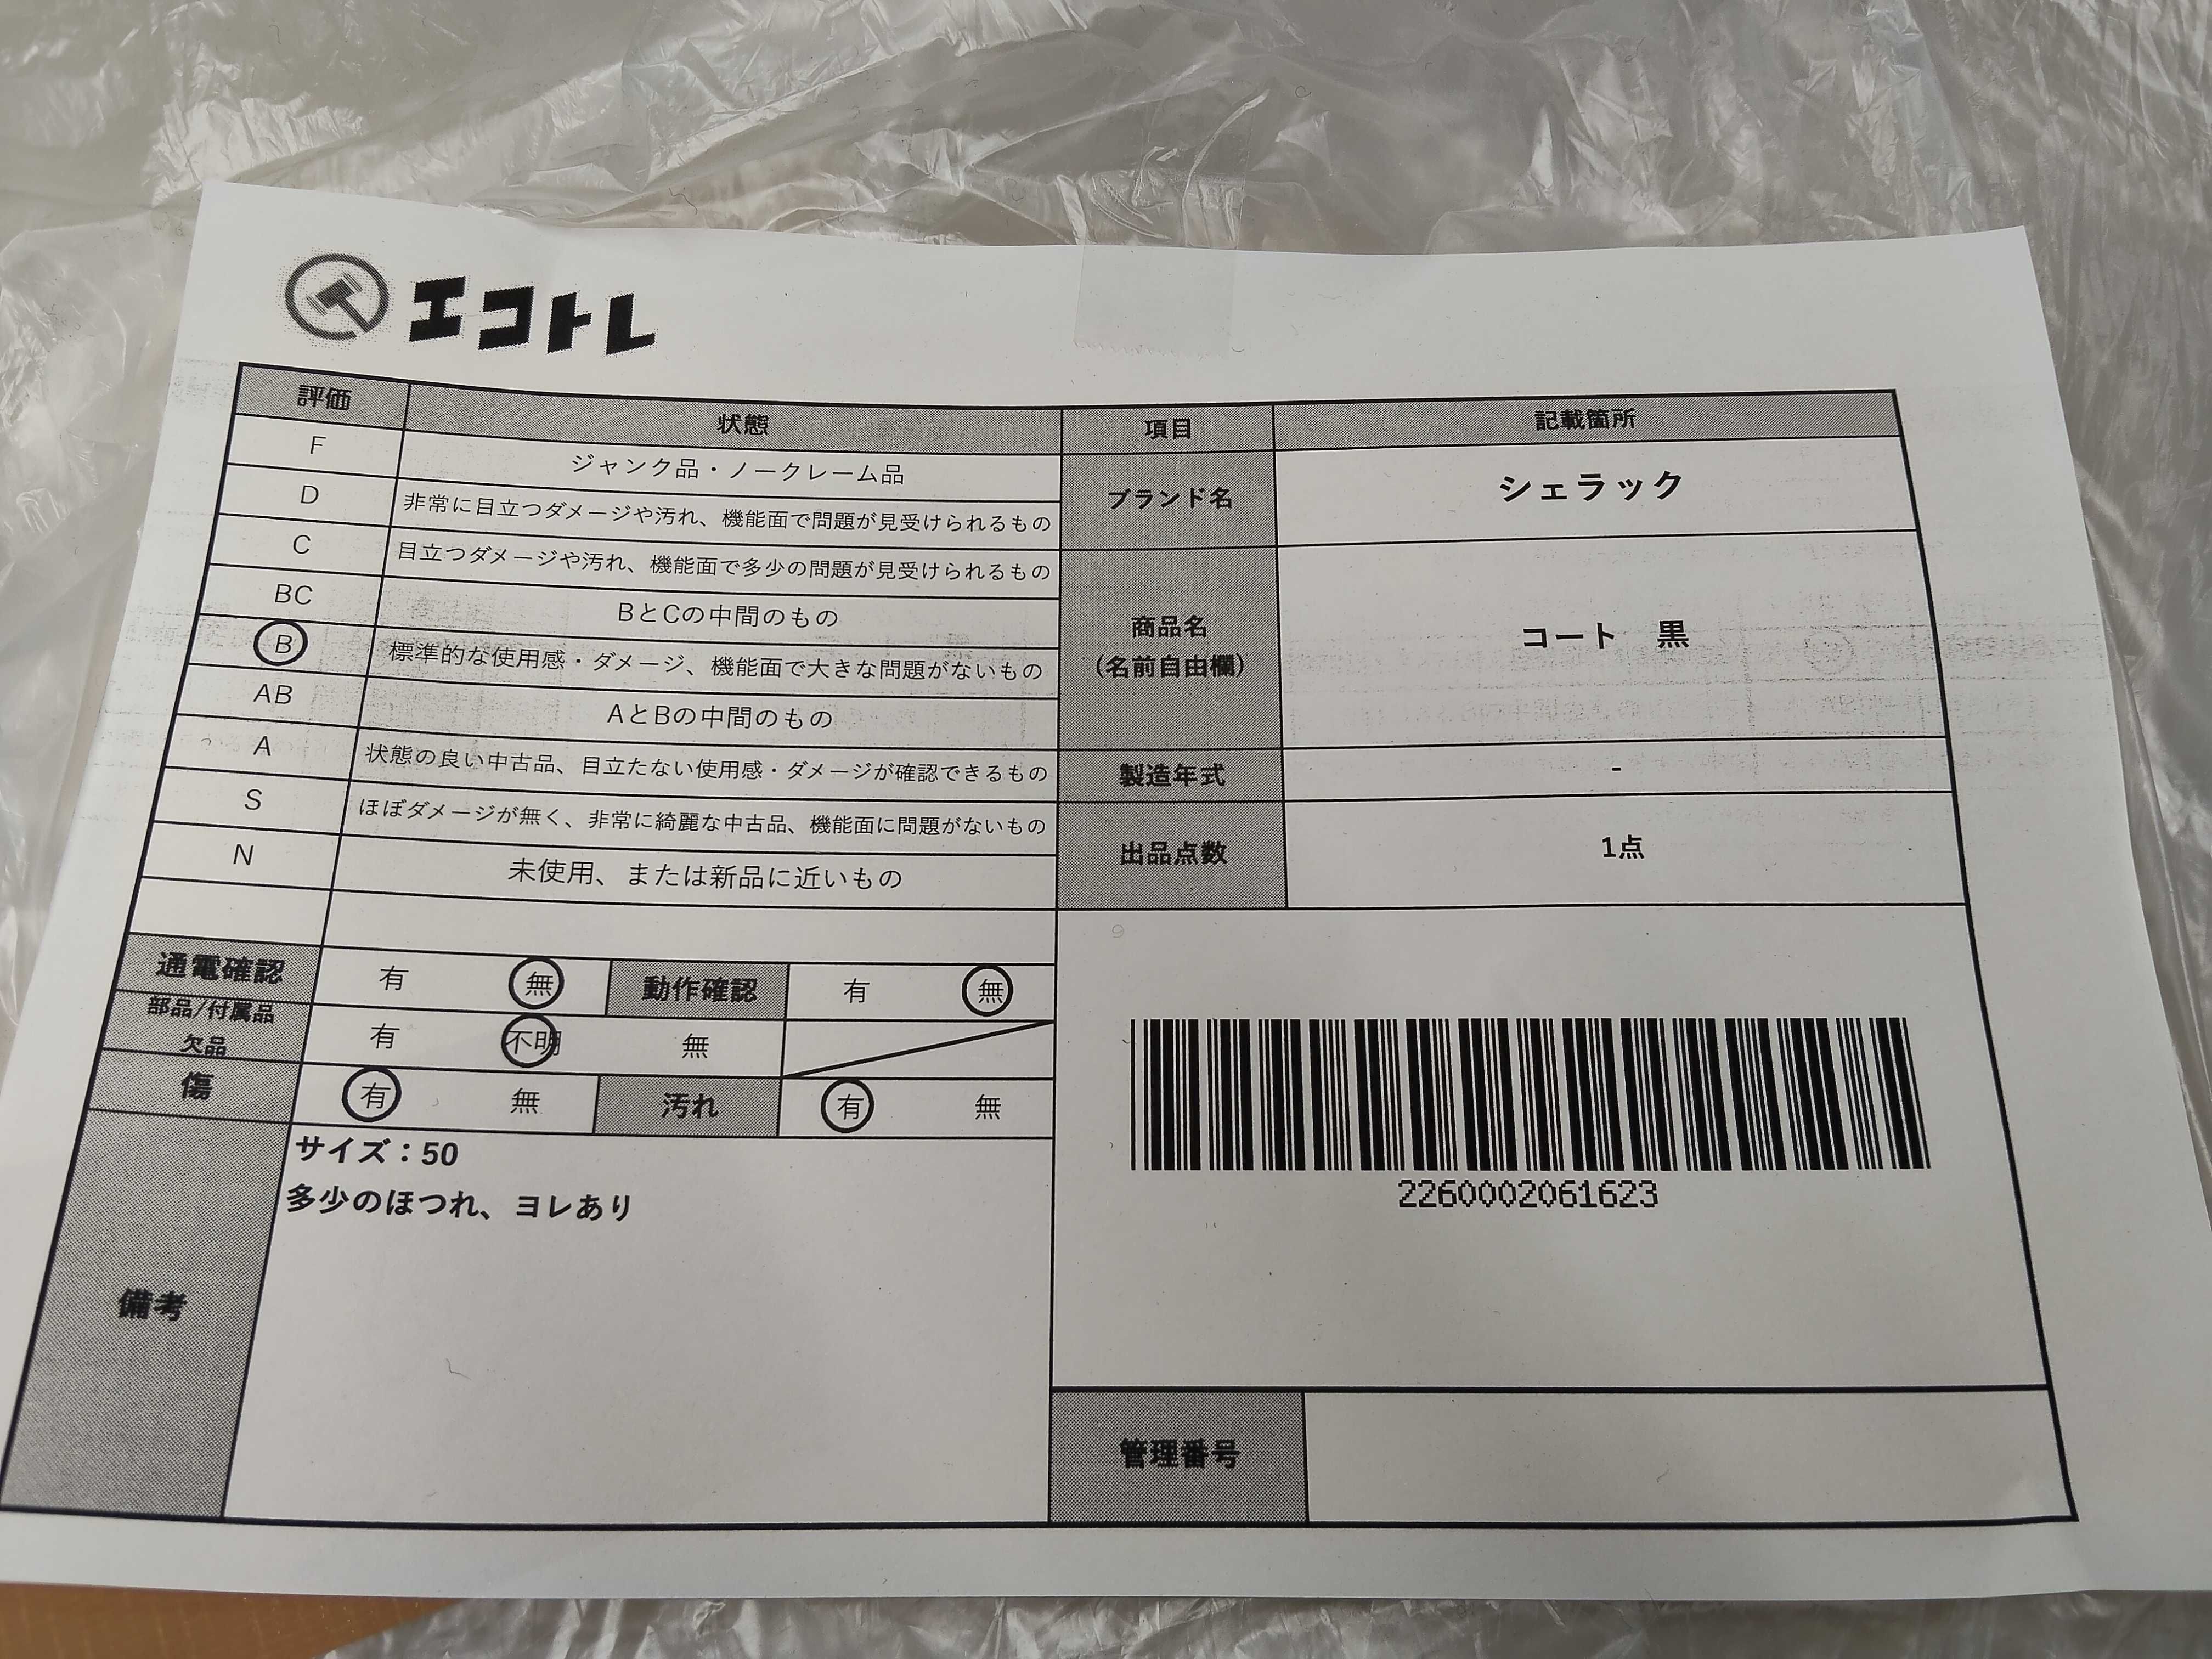 エコトレ
評価 状態 項目 記載箇所
F ジャンク品・ノークレーム品
D 非常に目立つダメージや汚れ、機能面で問題が見受けられるもの
C 目立つダメージや汚れ、機能面で多少の問題が見受けられるもの
BC BとCの中間のもの
B 標準的な使用感・ダメージ、機能面で大きな問題がないもの
AB AとBの中間のもの
A 状態の良い中古品、目立たない使用感・ダメージが確認できるもの
S ほぼダメージが無く、非常に綺麗な中古品、機能面に問題がないもの
N 未使用、または新品に近いもの
ブランド名 シェラック
商品名
(名前自由欄) コート 黒
製造年式 -
出品点数 1点
通電確認 有 無 動作確認 有 無
部品/付属品
欠品 有 不明 無
傷 有 無 汚れ 有 無
備考
サイズ：50
多少のほつれ、ヨレあり
2260002061623
管理番号